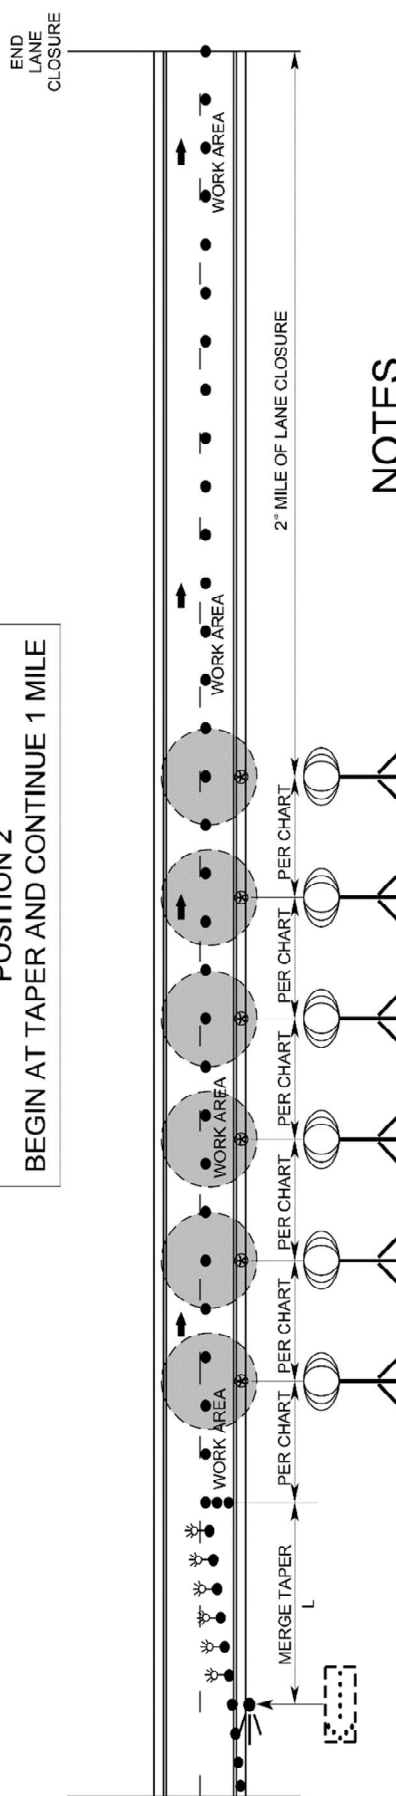 END
LANE
CLOSURE
POSITION 2
BEGIN AT TAPER AND CONTINUE 1 MILE
WORK AREA
WORK AREA
WORK AREA
WORK AREA
MERGE TAPER
L
PER CHART
PER CHART
PER CHART
PER CHART
PER CHART
PER CHART
MILE OF LANE CLOSURE
NOTES